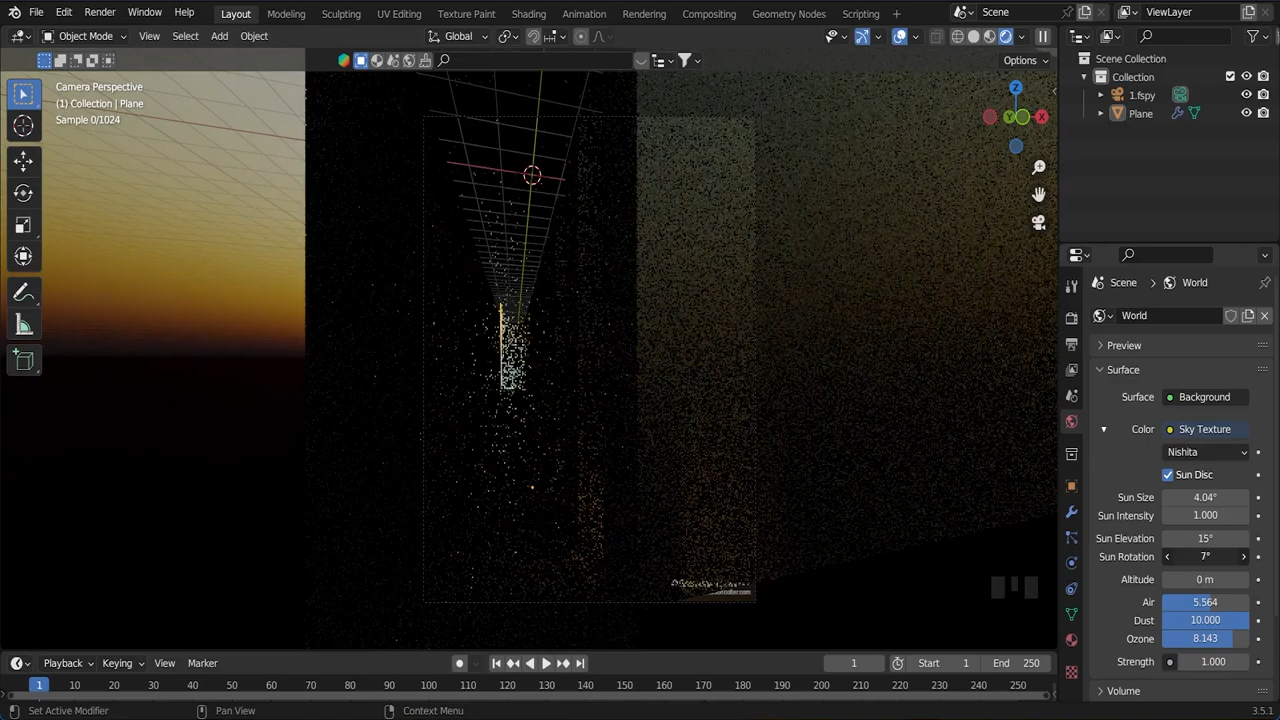 File Edit Render Window Help Layout Modeling Sculpting UV Editing Texture Paint Shading Animation Rendering Compositing Geometry Nodes Scripting + Scene ViewLayer
Object Mode View Select Add Object Global
Options
Camera Perspective
(1) Collection | Plane
Sample 0/1024
Z
Y
X
Scene Collection
Collection
1.fspy
Plane
Scene > World
World
Preview
Surface
Surface Background
Color Sky Texture
Nishita
Sun Disc
Sun Size 4.04°
Sun Intensity 1.000
Sun Elevation 15°
Sun Rotation 7°
Altitude 0 m
Air 5.564
Dust 10.000
Ozone 8.143
Strength 1.000
Volume
Playback Keying View Marker 1 Start 1 End 250
1 10 20 30 40 50 60 70 80 90 100 110 120 130 140 150 160 170 180 190 200 210 220 230 240 250
Set Active Modifier Pan View Context Menu 3.5.1